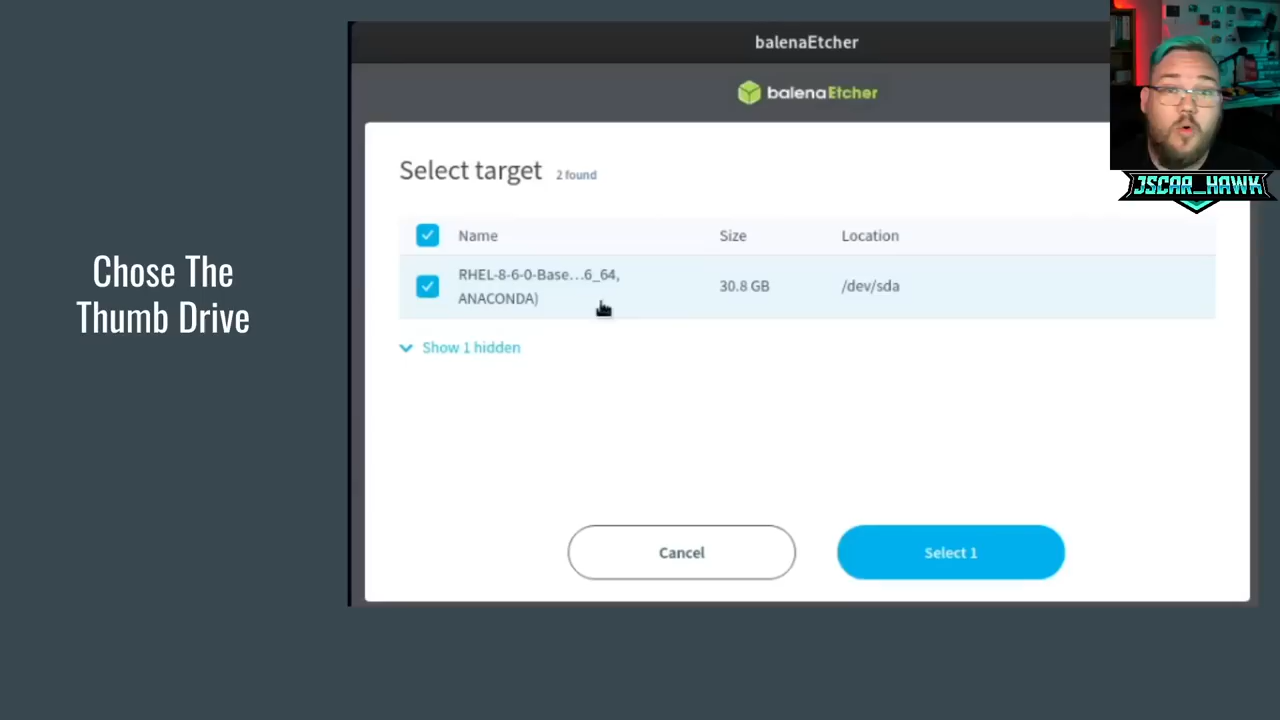 balenaEtcher
balenaEtcher
JSCAR_HAWK
Select target 2 found
Name Size Location
RHEL-8-6-0-Base...6_64,
ANACONDA)
30.8 GB
/dev/sda
Show 1 hidden
Cancel
Select 1
Chose The
Thumb Drive